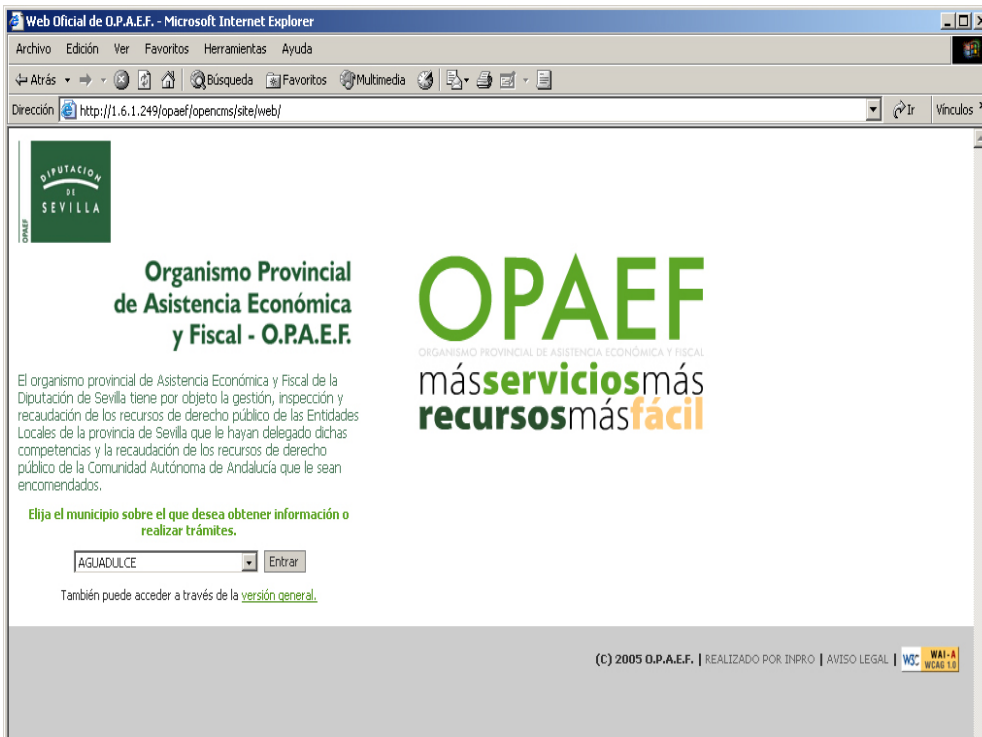 Web Oficial de O.P.A.E.F. - Microsoft Internet Explorer
Archivo Edición Ver Favoritos Herramientas Ayuda
Atrás Búsqueda Favoritos Multimedia
Dirección http://1.6.1.249/opaef/opencms/site/web/ Ir Vínculos
DIPUTACION
DE
SEVILLA
OPAEF
Organismo Provincial
de Asistencia Económica
y Fiscal - O.P.A.E.F.
El organismo provincial de Asistencia Económica y Fiscal de la
Diputación de Sevilla tiene por objeto la gestión, inspección y
recaudación de los recursos de derecho público de las Entidades
Locales de la provincia de Sevilla que le hayan delegado dichas
competencias y la recaudación de los recursos de derecho
público de la Comunidad Autónoma de Andalucía que le sean
encomendados.
Elija el municipio sobre el que desea obtener información o
realizar trámites.
AGUADULCE Entrar
También puede acceder a través de la versión general.
OPAEF
ORGANISMO PROVINCIAL DE ASISTENCIA ECONÓMICA Y FISCAL
másserviciosmás
recursosmásfácil
(C) 2005 O.P.A.E.F. | REALIZADO POR INPRO | AVISO LEGAL | W3C WAI-A
WCAG 1.0